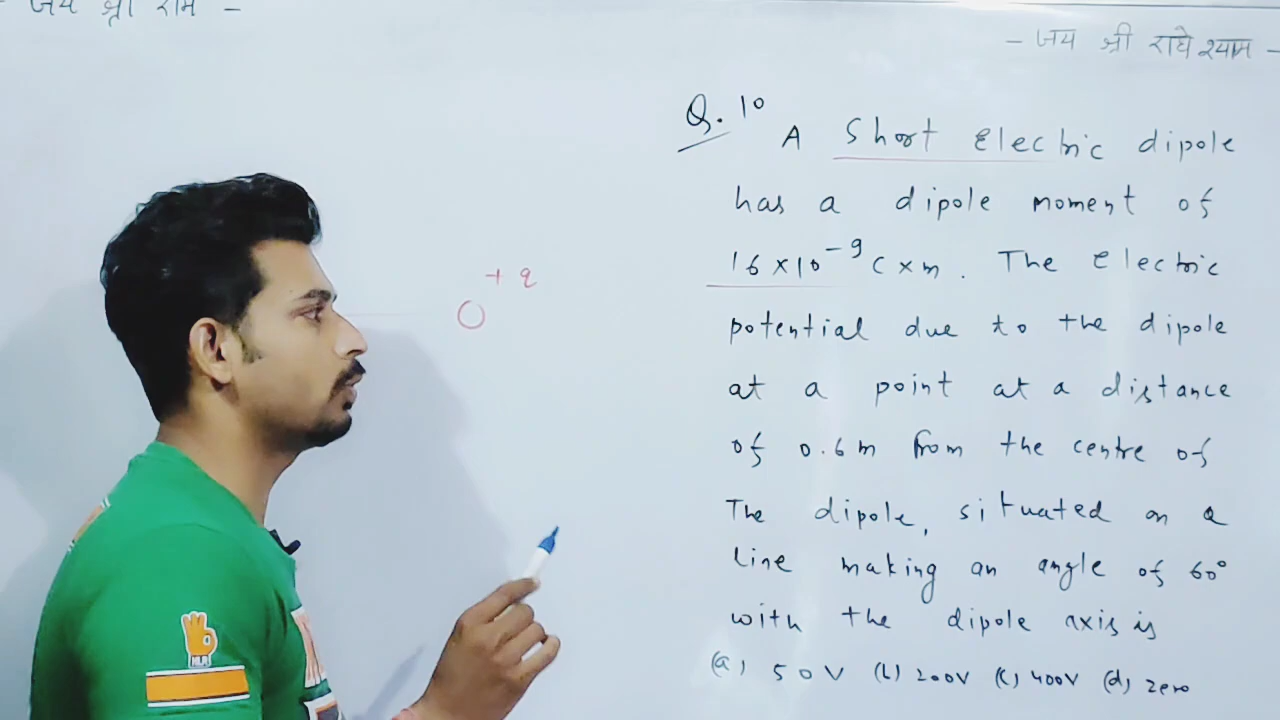 - जय श्री राम -
- जय श्री राधे श्याम -
Q. 10 A short Electric dipole
has a dipole moment of
16×10⁻⁹ C×m. The Electric
potential due to the dipole
at a point at a distance
of 0.6m from the centre of
The dipole, situated on a
line making an angle of 60°
with the dipole axis is
(a) 50V (b) 200V (c) 400V (d) zero
+q